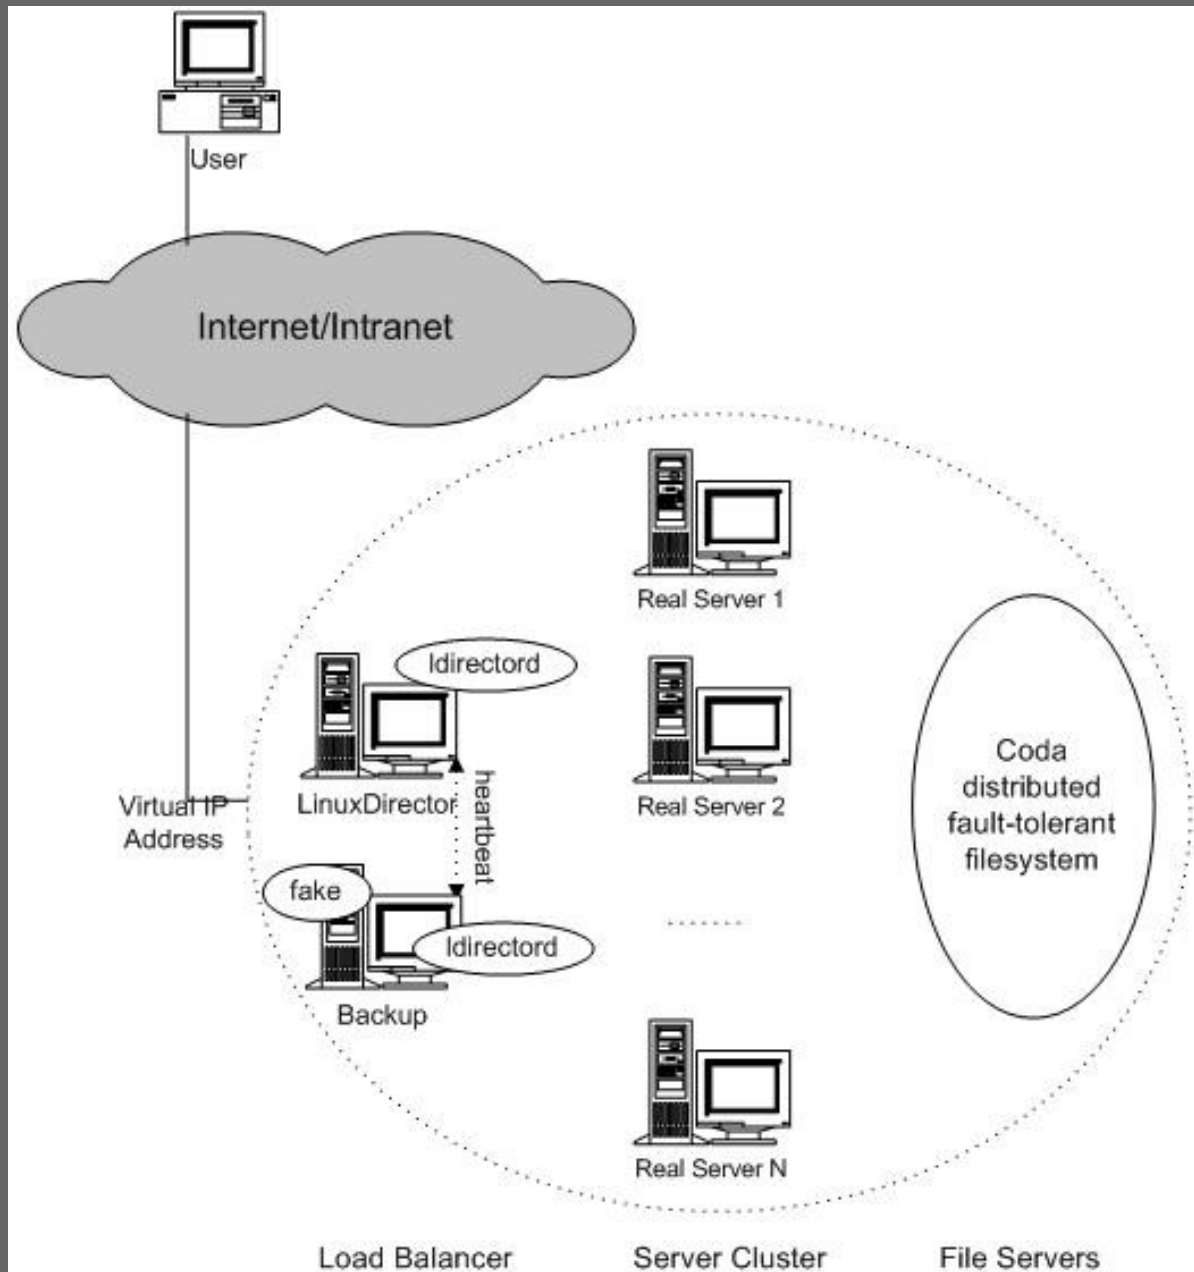 User
Internet/Intranet
Real Server 1
ldirectord
Real Server 2
LinuxDirector
heartbeat
Virtual IP
Address
Coda
distributed
fault-tolerant
filesystem
fake
ldirectord
Backup
Real Server N
Load Balancer
Server Cluster
File Servers